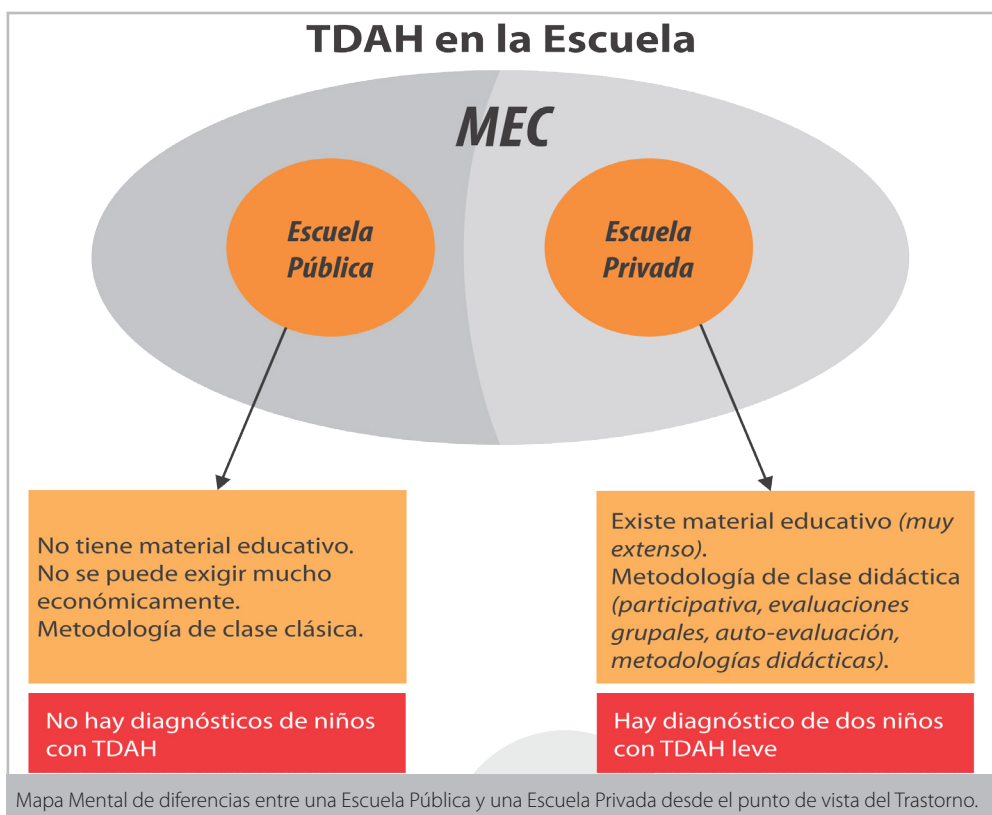 TDAH en la Escuela
MEC
Escuela
Pública
Escuela
Privada
No tiene material educativo.
No se puede exigir mucho
económicamente.
Metodología de clase clásica.
Existe material educativo (muy
extenso).
Metodología de clase didáctica
(participativa, evaluaciones
grupales, auto-evaluación,
metodologías didácticas).
No hay diagnósticos de niños
con TDAH
Hay diagnóstico de dos niños
con TDAH leve
Mapa Mental de diferencias entre una Escuela Pública y una Escuela Privada desde el punto de vista del Trastorno.